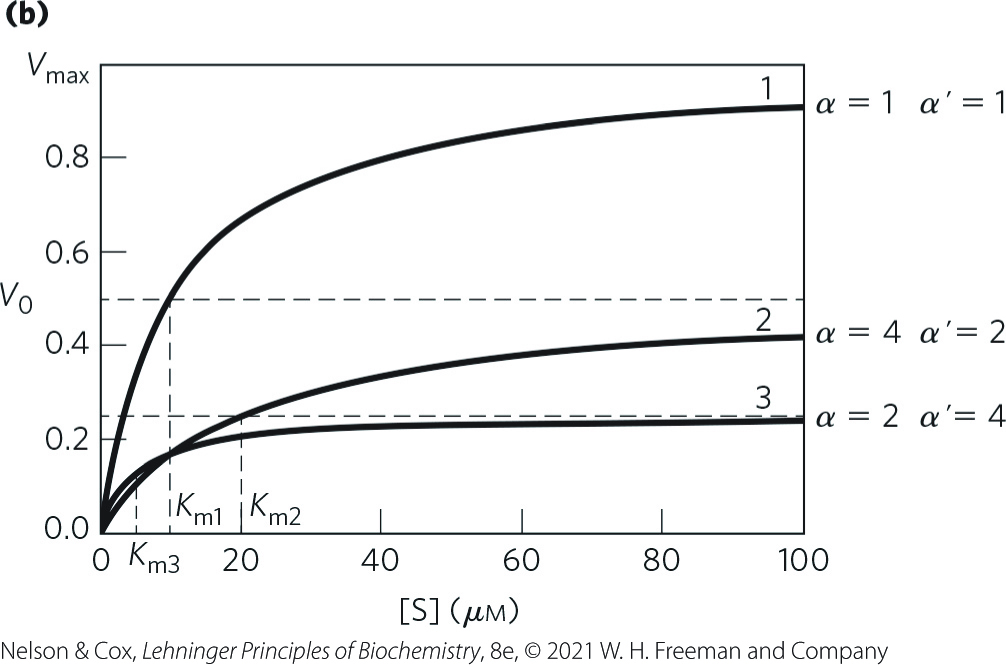 (b)
Vmax
1
α = 1 α′ = 1
0.8
0.6
V0
0.4
2
α = 4 α′ = 2
3
α = 2 α′ = 4
0.2
Km1 Km2
0.0
0 Km3 20 40 60 80 100
[S] (μM)
Nelson & Cox, Lehninger Principles of Biochemistry, 8e, © 2021 W. H. Freeman and Company